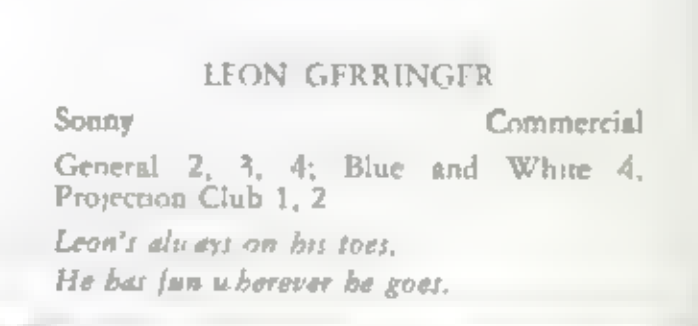 LEON GERRINGER
Sonny Commercial
General 2, 3, 4; Blue and White 4,
Projection Club 1, 2
Leon's always on his toes,
He has fun wherever he goes.